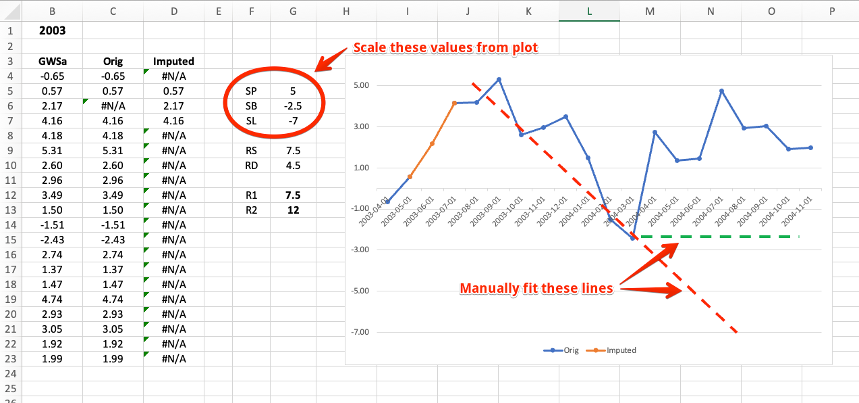 B C D E F G H I J K L M N O P
1 2003
2
3 GWSa Orig Imputed
4 -0.65 -0.65 #N/A
5 0.57 0.57 0.57 SP 5
6 2.17 #N/A 2.17 SB -2.5
7 4.16 4.16 4.16 SL -7
8 4.18 4.18 #N/A
9 5.31 5.31 #N/A RS 7.5
10 2.60 2.60 #N/A RD 4.5
11 2.96 2.96 #N/A
12 3.49 3.49 #N/A R1 7.5
13 1.50 1.50 #N/A R2 12
14 -1.51 -1.51 #N/A
15 -2.43 -2.43 #N/A
16 2.74 2.74 #N/A
17 1.37 1.37 #N/A
18 1.47 1.47 #N/A
19 4.74 4.74 #N/A
20 2.93 2.93 #N/A
21 3.05 3.05 #N/A
22 1.92 1.92 #N/A
23 1.99 1.99 #N/A
24
25
Scale these values from plot
5.00
3.00
1.00
-1.00
-3.00
-5.00
-7.00
2003-04-01 2003-05-01 2003-06-01 2003-07-01 2003-08-01 2003-09-01 2003-10-01 2003-11-01 2003-12-01 2004-01-01 2004-02-01 2004-03-01 2004-04-01 2004-05-01 2004-06-01 2004-07-01 2004-08-01 2004-09-01 2004-10-01 2004-11-01
Manually fit these lines
Orig Imputed